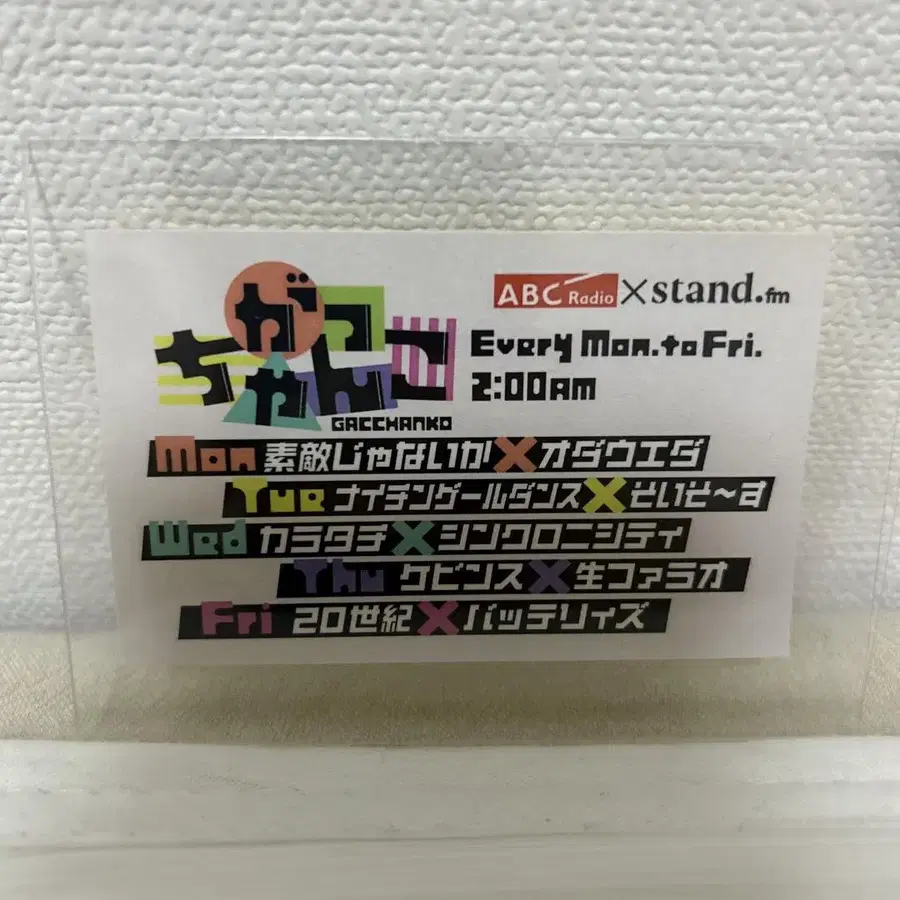 がっちゃんこ
GACCHANKO
ABC Radio×stand.fm
Every Mon.to Fri.
2:00AM
Mon 素敵じゃないか×オダウエダ
Tue ナイチンゲールダンス×どいと〜す
Wed カラタチ×シンクロニシティ
Thu ケビンス×生ファラオ
Fri 20世紀×バッテリィズ